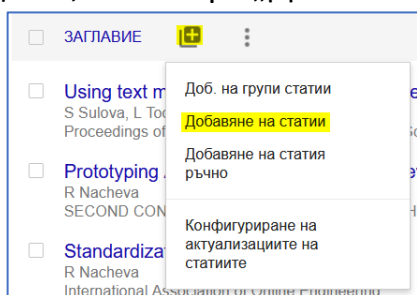 ЗАГЛАВИЕ
Using text m
S Sulova, L Too
Proceedings of
Prototyping
R Nacheva
SECOND CON
Standardiza
R Nacheva
International Association of Online Engineering
Доб. на групи статии
Добавяне на статии
Добавяне на статия
ръчно
Конфигуриране на
актуализациите на
статиите